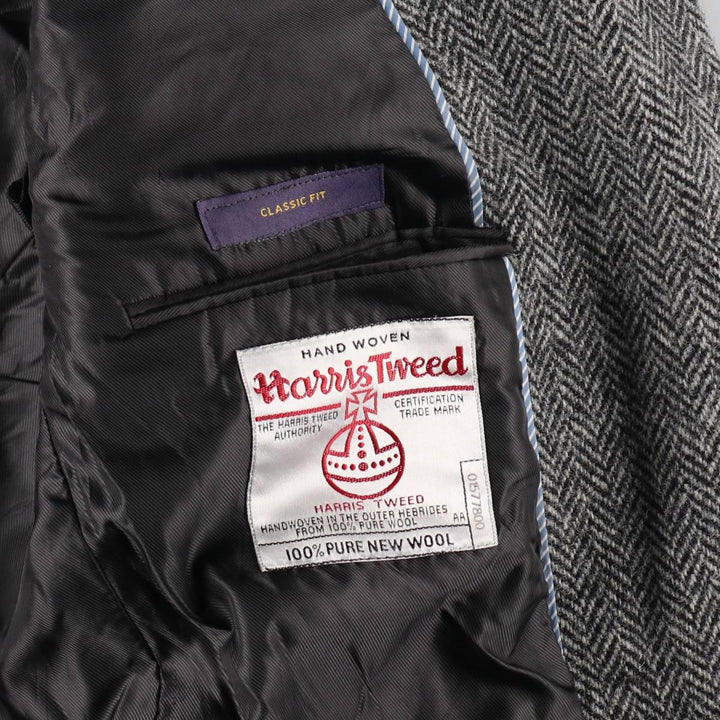 CLASSIC FIT
HAND WOVEN
Harris Tweed
THE HARRIS TWEED
AUTHORITY
CERTIFICATION
TRADE MARK
HARRIS TWEED
HANDWOVEN IN THE OUTER HEBRIDES
FROM 100% PURE WOOL
AA
0157780O
100% PURE NEW WOOL